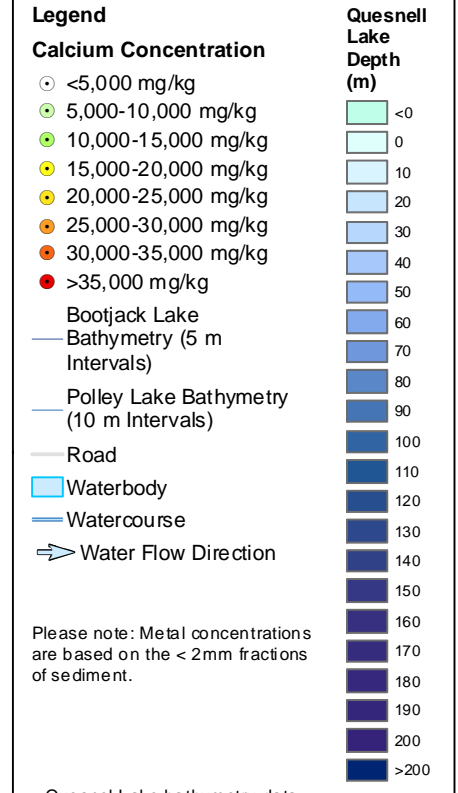 Legend
Calcium Concentration
<5,000 mg/kg
5,000-10,000 mg/kg
10,000-15,000 mg/kg
15,000-20,000 mg/kg
20,000-25,000 mg/kg
25,000-30,000 mg/kg
30,000-35,000 mg/kg
>35,000 mg/kg
Bootjack Lake
Bathymetry (5 m
Intervals)
Polley Lake Bathymetry
(10 m Intervals)
Road
Waterbody
Watercourse
Water Flow Direction
Please note: Metal concentrations
are based on the < 2mm fractions
of sediment.
Quesnell
Lake
Depth
(m)
<0
0
10
20
30
40
50
60
70
80
90
100
110
120
130
140
150
160
170
180
190
200
>200